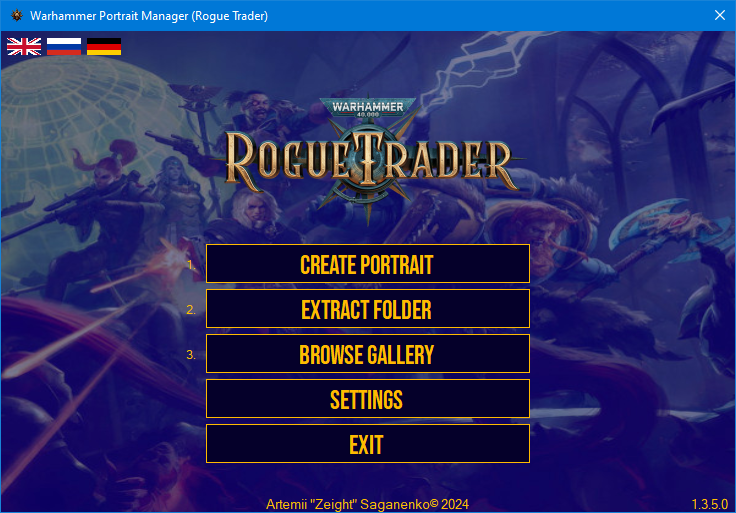 Warhammer Portrait Manager (Rogue Trader)
WARHAMMER
40,000
ROGUE TRADER
1. CREATE PORTRAIT
2. EXTRACT FOLDER
3. BROWSE GALLERY
SETTINGS
EXIT
Artemii "Zeight" Saganenko© 2024
1.3.5.0